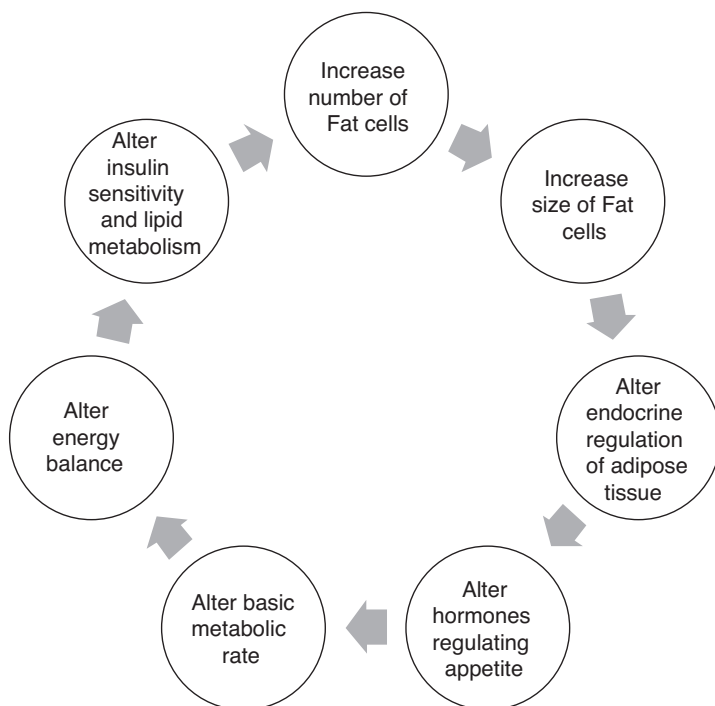 Increase
number of
Fat cells
Increase
size of Fat
cells
Alter
endocrine
regulation
of adipose
tissue
Alter
hormones
regulating
appetite
Alter basic
metabolic
rate
Alter
energy
balance
Alter
insulin
sensitivity
and lipid
metabolism